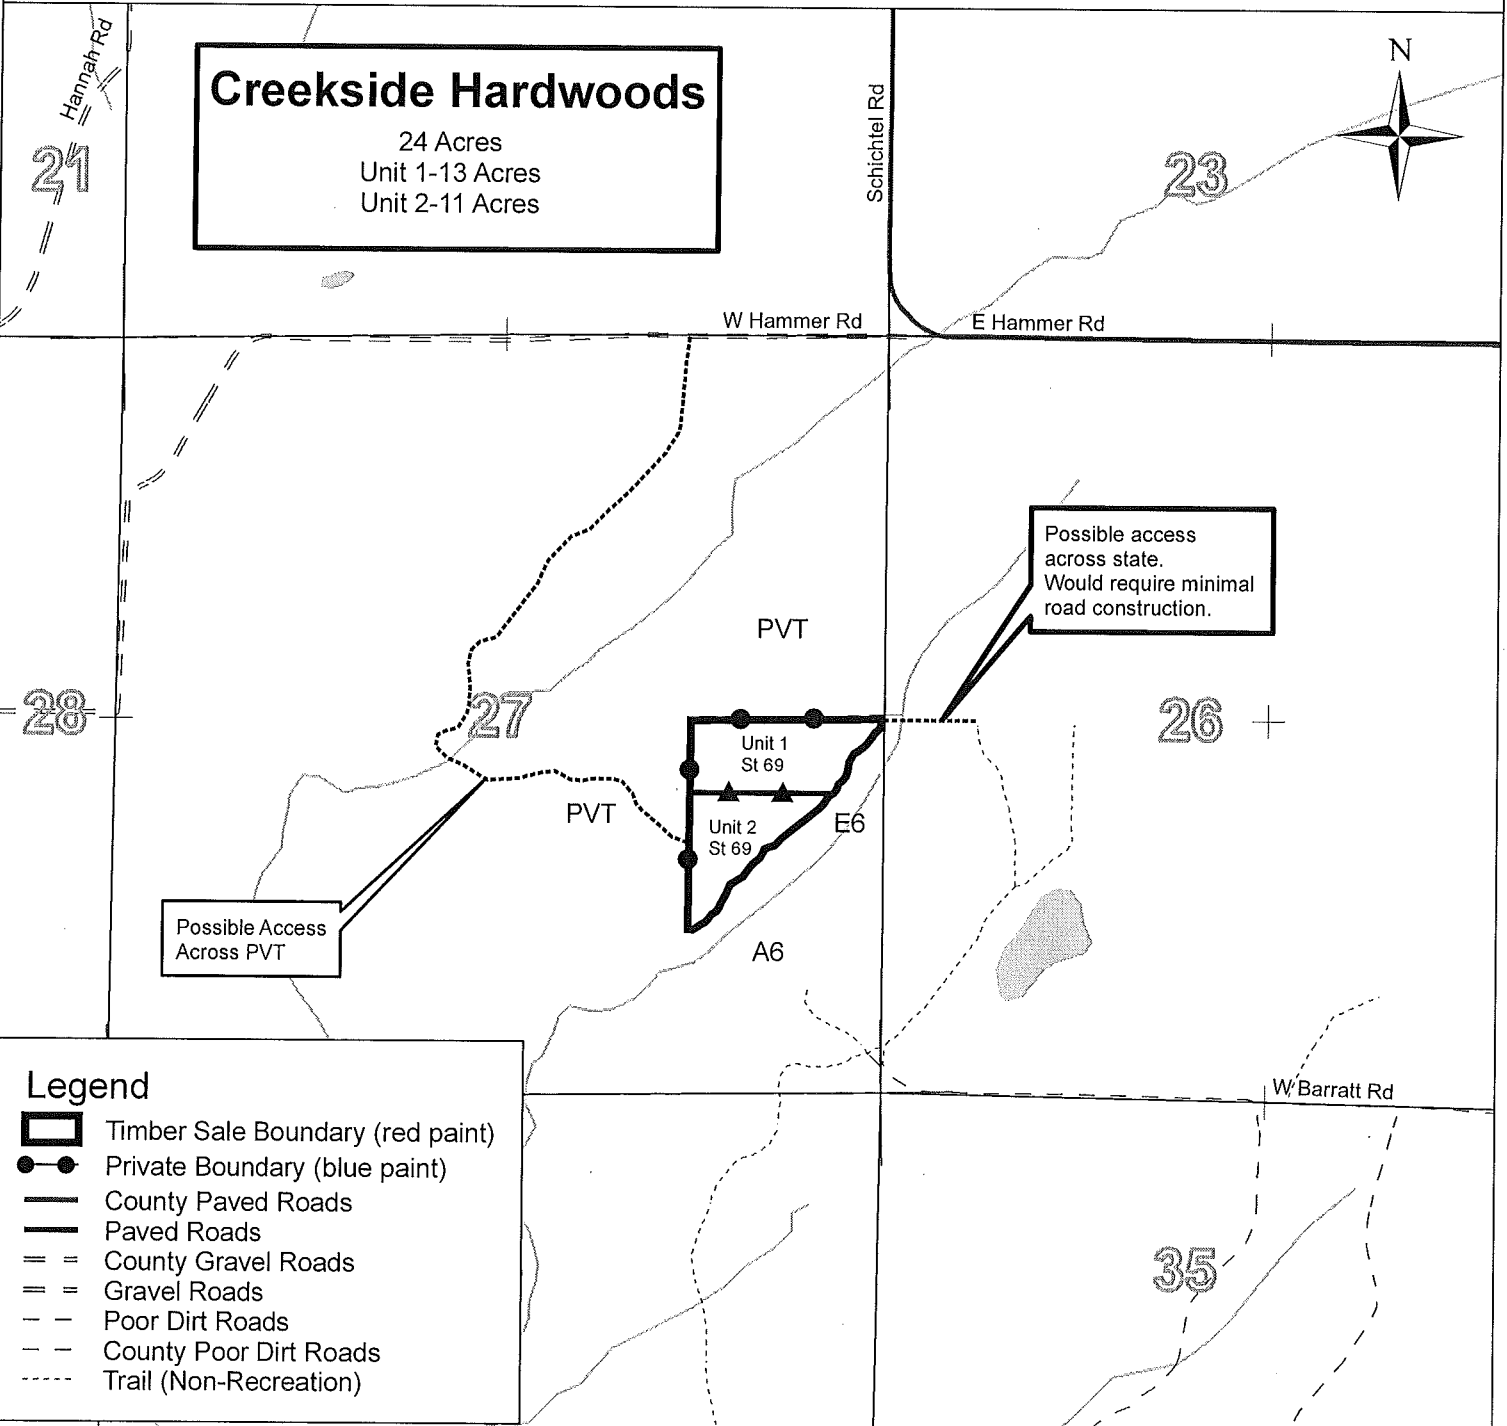 Hannah Rd
Creekside Hardwoods
24 Acres
Unit 1-13 Acres
Unit 2-11 Acres
Schichtel Rd
N
21
23
W Hammer Rd
E Hammer Rd
Possible access
across state.
Would require minimal
road construction.
PVT
28
27
26
Unit 1
St 69
PVT
Unit 2
St 69
E6
Possible Access
Across PVT
A6
W Barratt Rd
35
Legend
Timber Sale Boundary (red paint)
Private Boundary (blue paint)
County Paved Roads
Paved Roads
County Gravel Roads
Gravel Roads
Poor Dirt Roads
County Poor Dirt Roads
Trail (Non-Recreation)